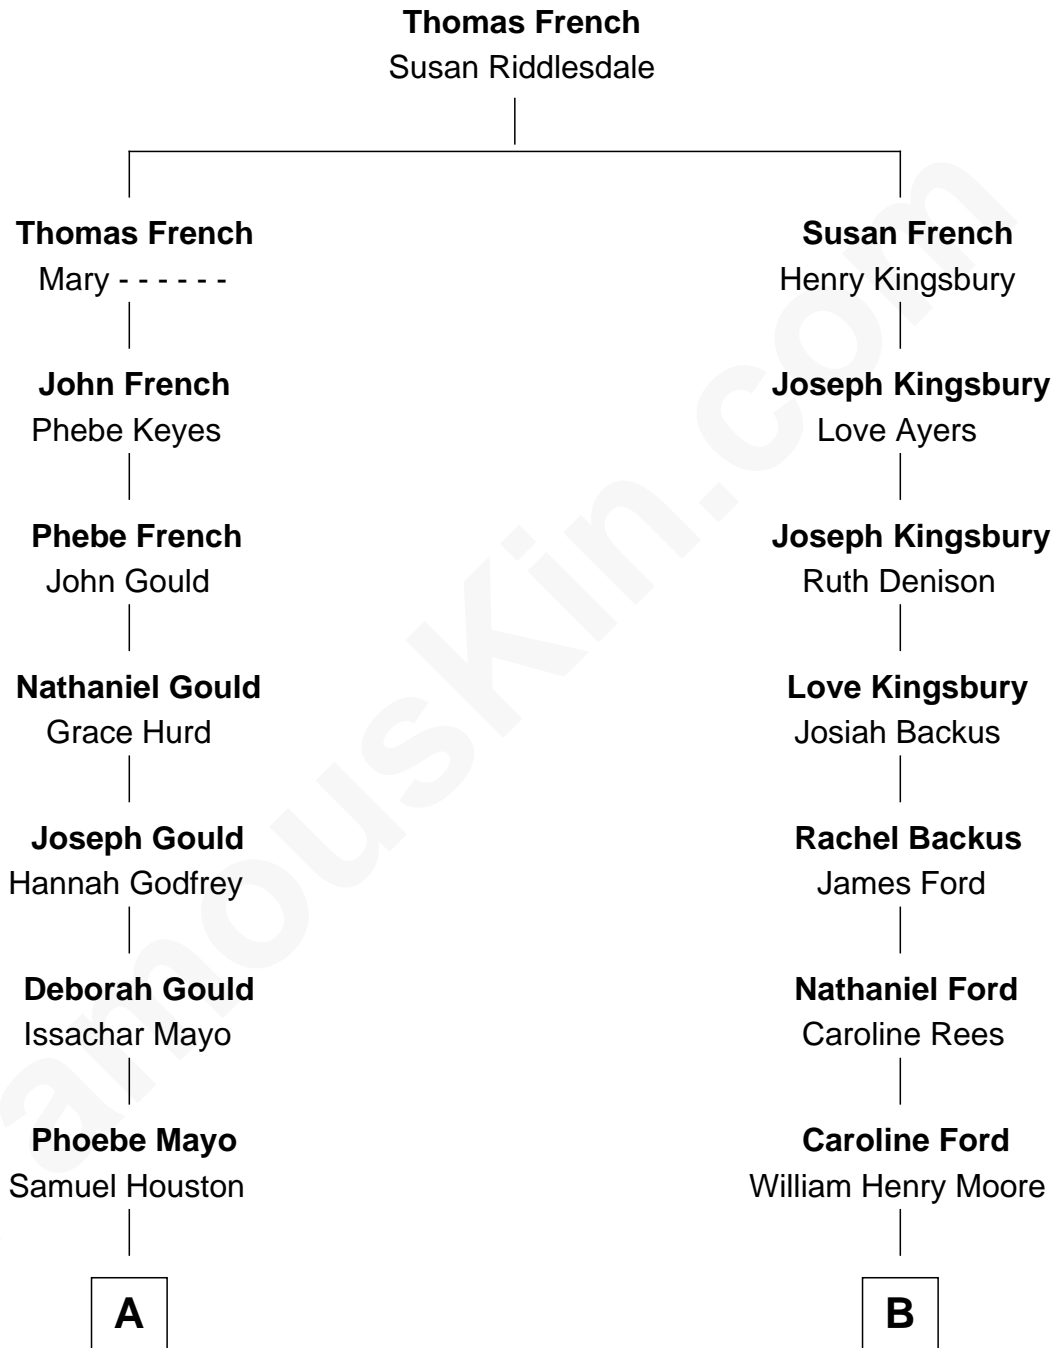 Thomas French
Susan Riddlesdale
Thomas French
Mary - - - - - -
Susan French
Henry Kingsbury
John French
Phebe Keyes
Joseph Kingsbury
Love Ayers
Phebe French
John Gould
Joseph Kingsbury
Ruth Denison
Nathaniel Gould
Grace Hurd
Love Kingsbury
Josiah Backus
Joseph Gould
Hannah Godfrey
Rachel Backus
James Ford
Deborah Gould
Issachar Mayo
Nathaniel Ford
Caroline Rees
Phoebe Mayo
Samuel Houston
Caroline Ford
William Henry Moore
A
B
amouskin.com